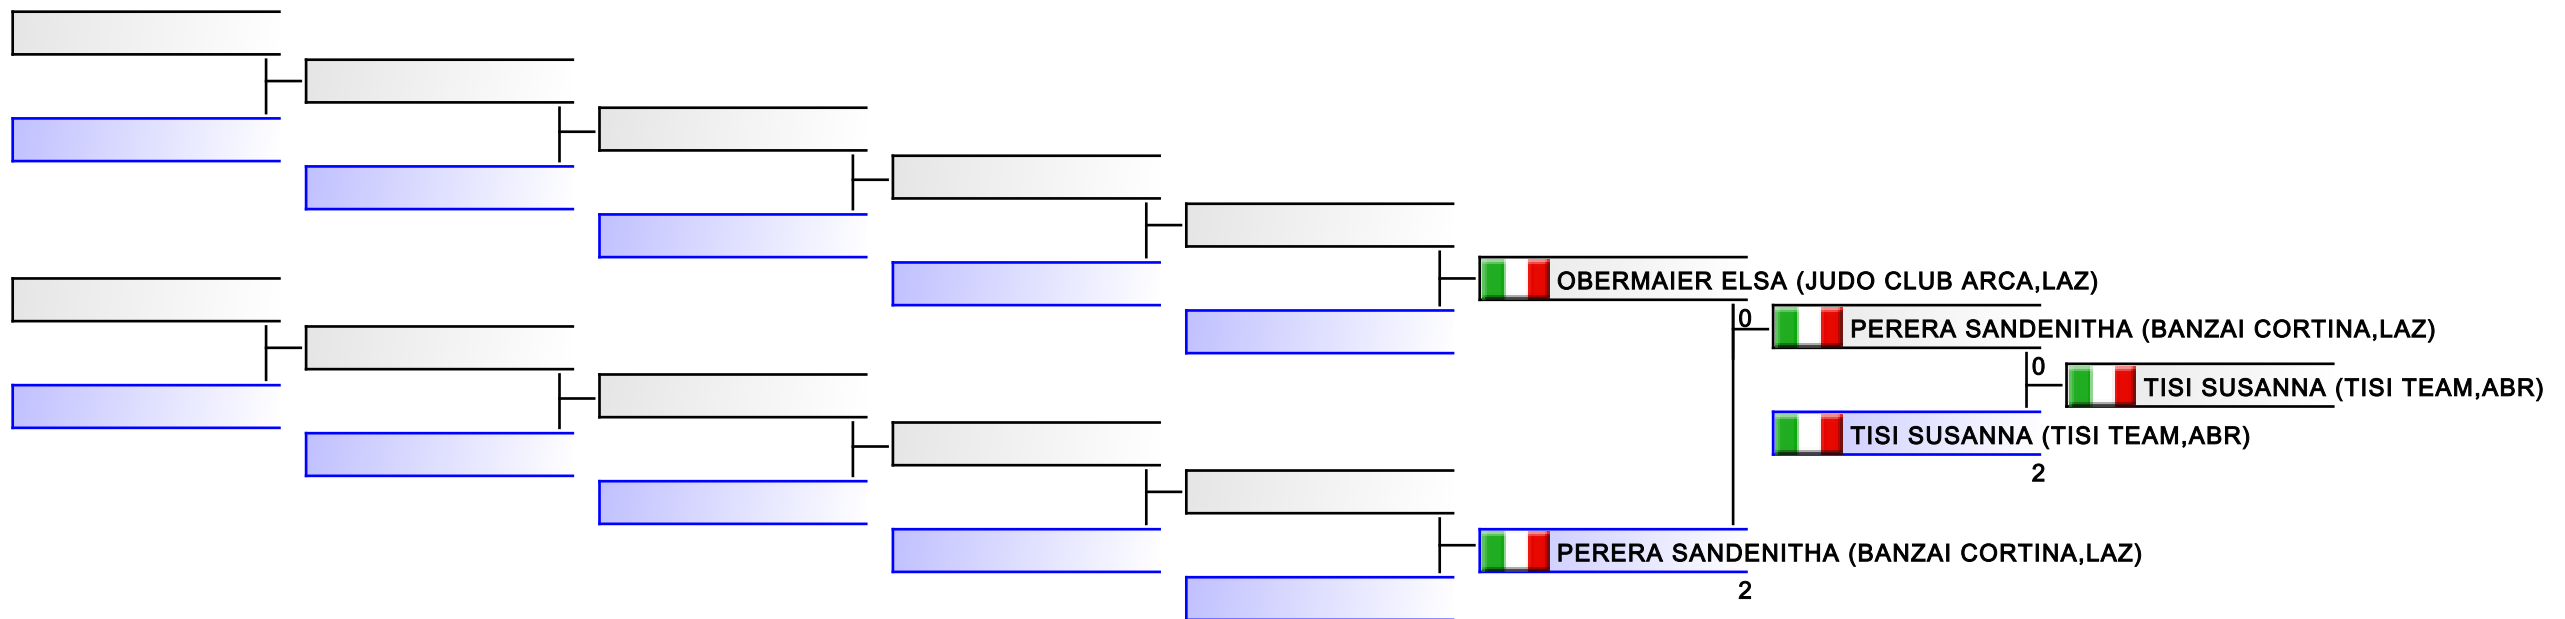 OBERMAIER ELSA (JUDO CLUB ARCA,LAZ)
0
PERERA SANDENITHA (BANZAI CORTINA,LAZ)
0
TISI SUSANNA (TISI TEAM,ABR)
TISI SUSANNA (TISI TEAM,ABR)
2
PERERA SANDENITHA (BANZAI CORTINA,LAZ)
2